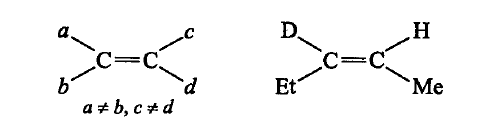 a c D H
C=C C=C
b d Et Me
a ≠ b, c ≠ d